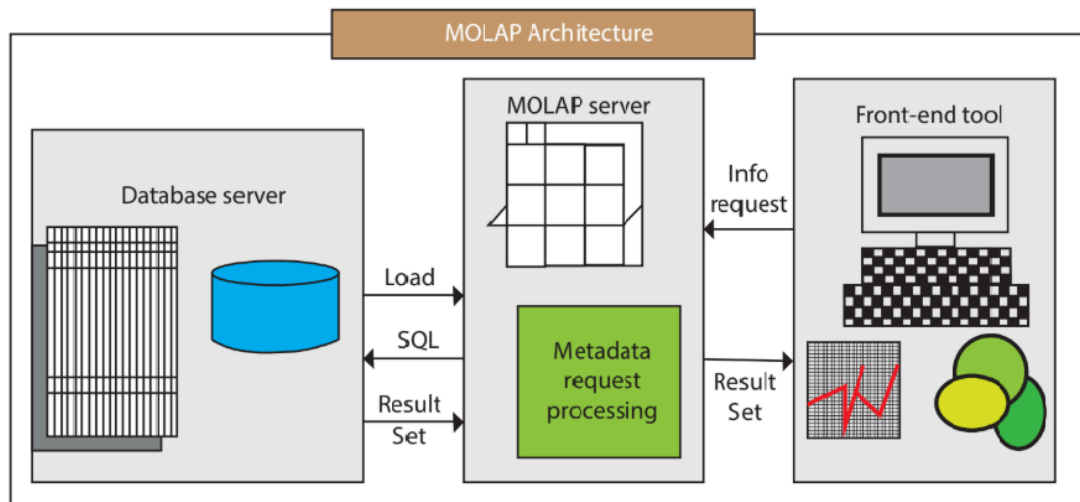 MOLAP Architecture
Database server
Load
SQL
Result
Set
MOLAP server
Metadata
request
processing
Info
request
Result
Set
Front-end tool